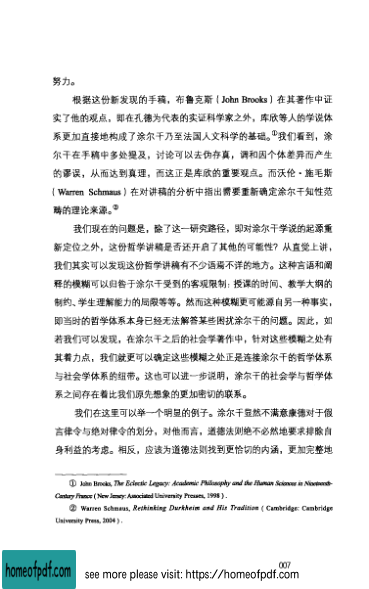 努力。
根据这份新发现的手稿，布鲁克斯（John Brooks）在其著作中证
实了他的观点，即在孔德为代表的实证科学家之外，库欣等人的学说体
系更加直接地构成了涂尔干乃至法国人文科学的基础。①我们看到，涂
尔干在手稿中多处提及，讨论可以去伪存真，调和因个体差异而产生
的谬误，从而达到真理，而这正是库欣的重要观点。而沃伦·施毛斯
（Warren Schmaus）在对讲稿的分析中指出需要重新确定涂尔干知性范
畴的理论来源。②
我们现在的问题是，除了这一研究路径，即对涂尔干学说的起源重
新定位之外，这份哲学讲稿是否还开启了其他的可能性？从直觉上讲，
我们其实可以发现这份哲学讲稿有不少语焉不详的地方。这种言语和阐
释的模糊可以归咎于涂尔干受到的客观限制：授课的时间、教学大纲的
制约、学生理解能力的局限等等。然而这种模糊更可能源自另一种事实，
即当时的哲学体系本身已经无法解答某些困扰涂尔干的问题。因此，如
若我们可以发现，在涂尔干之后的社会学著作中，针对这些模糊之处有
其着力点，我们就更可以确定这些模糊之处正是连接涂尔干的哲学体系
与社会学体系的纽带。这也可以进一步说明，涂尔干的社会学与哲学体
系之间存在着比我们原先想象的更加密切的联系。
我们在这里可以举一个明显的例子。涂尔干显然不满意康德对于假
言律令与绝对律令的划分，对他而言，道德法则绝不必然地要求排除自
身利益的考虑。相反，应该为道德法则找到更恰切的内涵，更加完整地
① John Brooks, The Eclectic Legacy: Academic Philosophy and the Human Sciences in Nineteenth-
Century France ( New Jersey: Associated University Presses, 1998 ) .
② Warren Schmaus, Rethinking Durkheim and His Tradition ( Cambridge: Cambridge
University Press, 2004 ) .
007
homeofpdf.com
see more please visit: https://homeofpdf.com